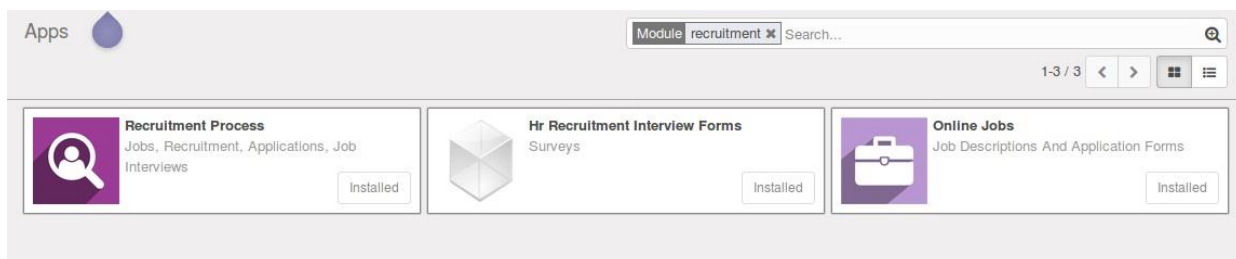 Apps
Module recruitment ✖ Search...
1-3 / 3
Recruitment Process
Jobs, Recruitment, Applications, Job
Interviews
Installed
Hr Recruitment Interview Forms
Surveys
Installed
Online Jobs
Job Descriptions And Application Forms
Installed